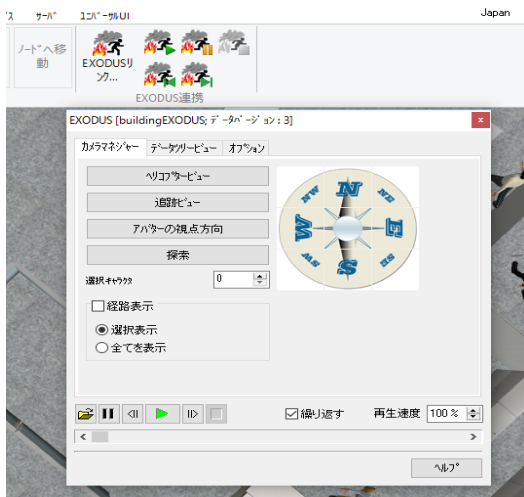 Japan
ｻｰﾊﾞ ﾕﾆﾊﾞｰｻﾙUI
ﾉｰﾄﾞへ移動
EXODUSﾘﾝｸ...
EXODUS連携
EXODUS [buildingEXODUS; ﾃﾞｰﾀﾊﾞｰｼﾞｮﾝ : 3]
x
ｶﾒﾗﾏﾈｼﾞｬｰ ﾃﾞｰﾀﾂﾘｰﾋﾞｭｰ ｵﾌﾟｼｮﾝ
ﾍﾘｺﾌﾟﾀｰﾋﾞｭｰ
追跡ﾋﾞｭｰ
ｱﾊﾞﾀｰの視点方向
探索
選択ｷｬﾗｸﾀ 0
経路表示
選択表示
全てを表示
N
NE
E
SE
S
SW
W
NW
繰り返す 再生速度 100 %
ﾍﾙﾌﾟ